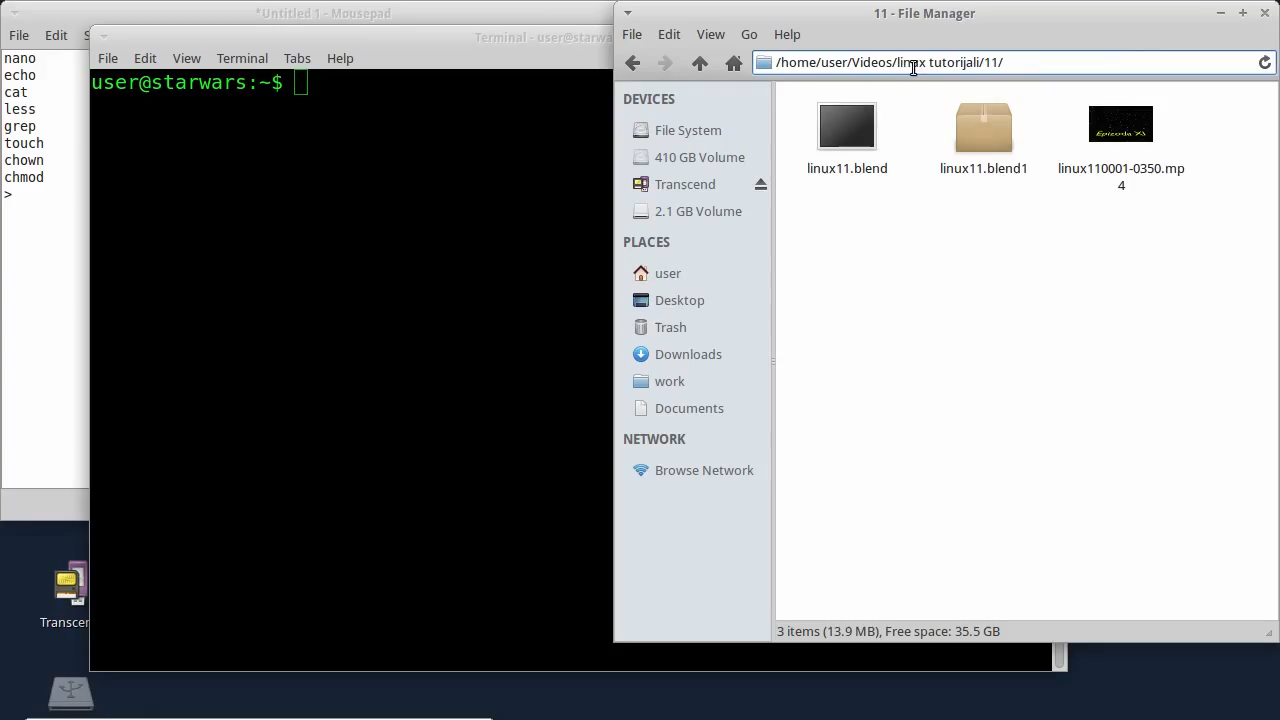 *Untitled 1 - Mousepad
File Edit S
nano
echo
cat
less
grep
touch
chown
chmod
>
Terminal - user@starwa
File Edit View Terminal Tabs Help
user@starwars:~$
11 - File Manager
File Edit View Go Help
/home/user/Videos/linux tutorijali/11/
DEVICES
File System
410 GB Volume
Transcend
2.1 GB Volume
PLACES
user
Desktop
Trash
Downloads
work
Documents
NETWORK
Browse Network
linux11.blend
linux11.blend1
Epizoda XI
linux110001-0350.mp
4
3 items (13.9 MB), Free space: 35.5 GB
Transcen